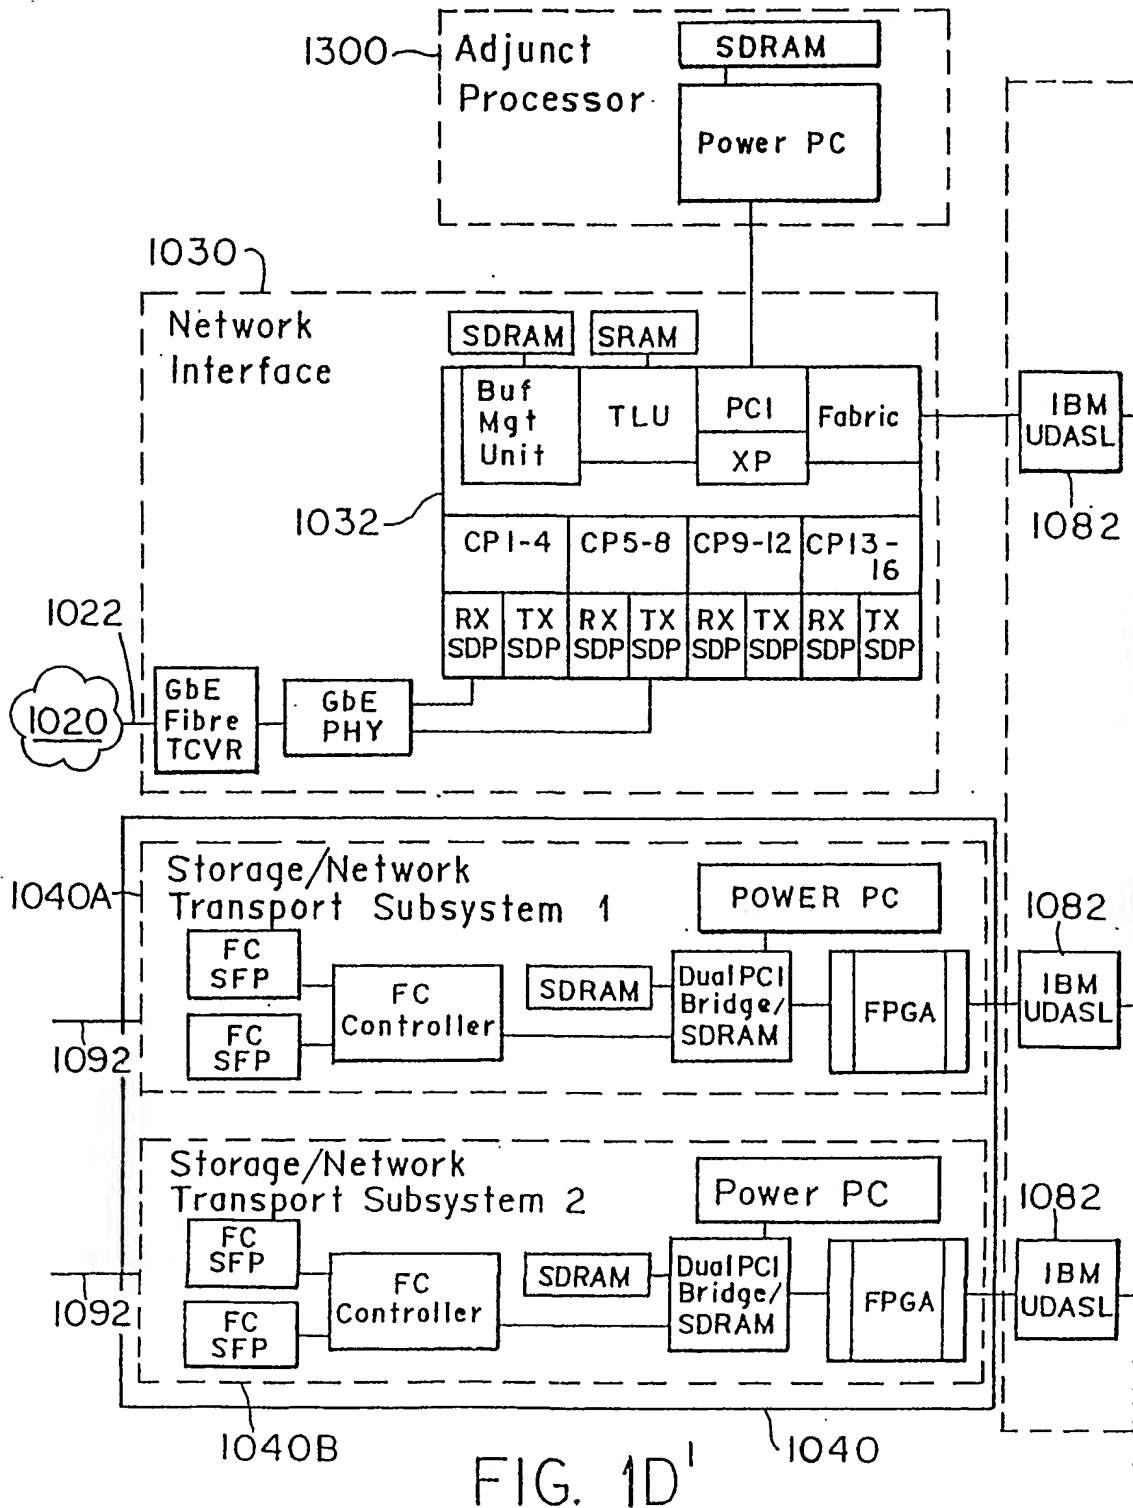 1300
Adjunct
Processor
SDRAM
Power PC
1030
Network
Interface
SDRAM
SRAM
Buf
Mgt
Unit
TLU
PCI
XP
Fabric
IBM
UDASL
1082
1032
CP1-4
CP5-8
CP9-12
CP13-
16
RX
SDP
TX
SDP
RX
SDP
TX
SDP
RX
SDP
TX
SDP
RX
SDP
TX
SDP
1022
1020
GbE
Fibre
TCVR
GbE
PHY
1040A
Storage/Network
Transport Subsystem 1
POWER PC
FC
SFP
FC
SFP
FC
Controller
SDRAM
Dual PCI
Bridge/
SDRAM
FPGA
1082
IBM
UDASL
1092
Storage/Network
Transport Subsystem 2
Power PC
FC
SFP
FC
SFP
FC
Controller
SDRAM
Dual PCI
Bridge/
SDRAM
FPGA
1082
IBM
UDASL
1092
1040B
1040
FIG. 1D'